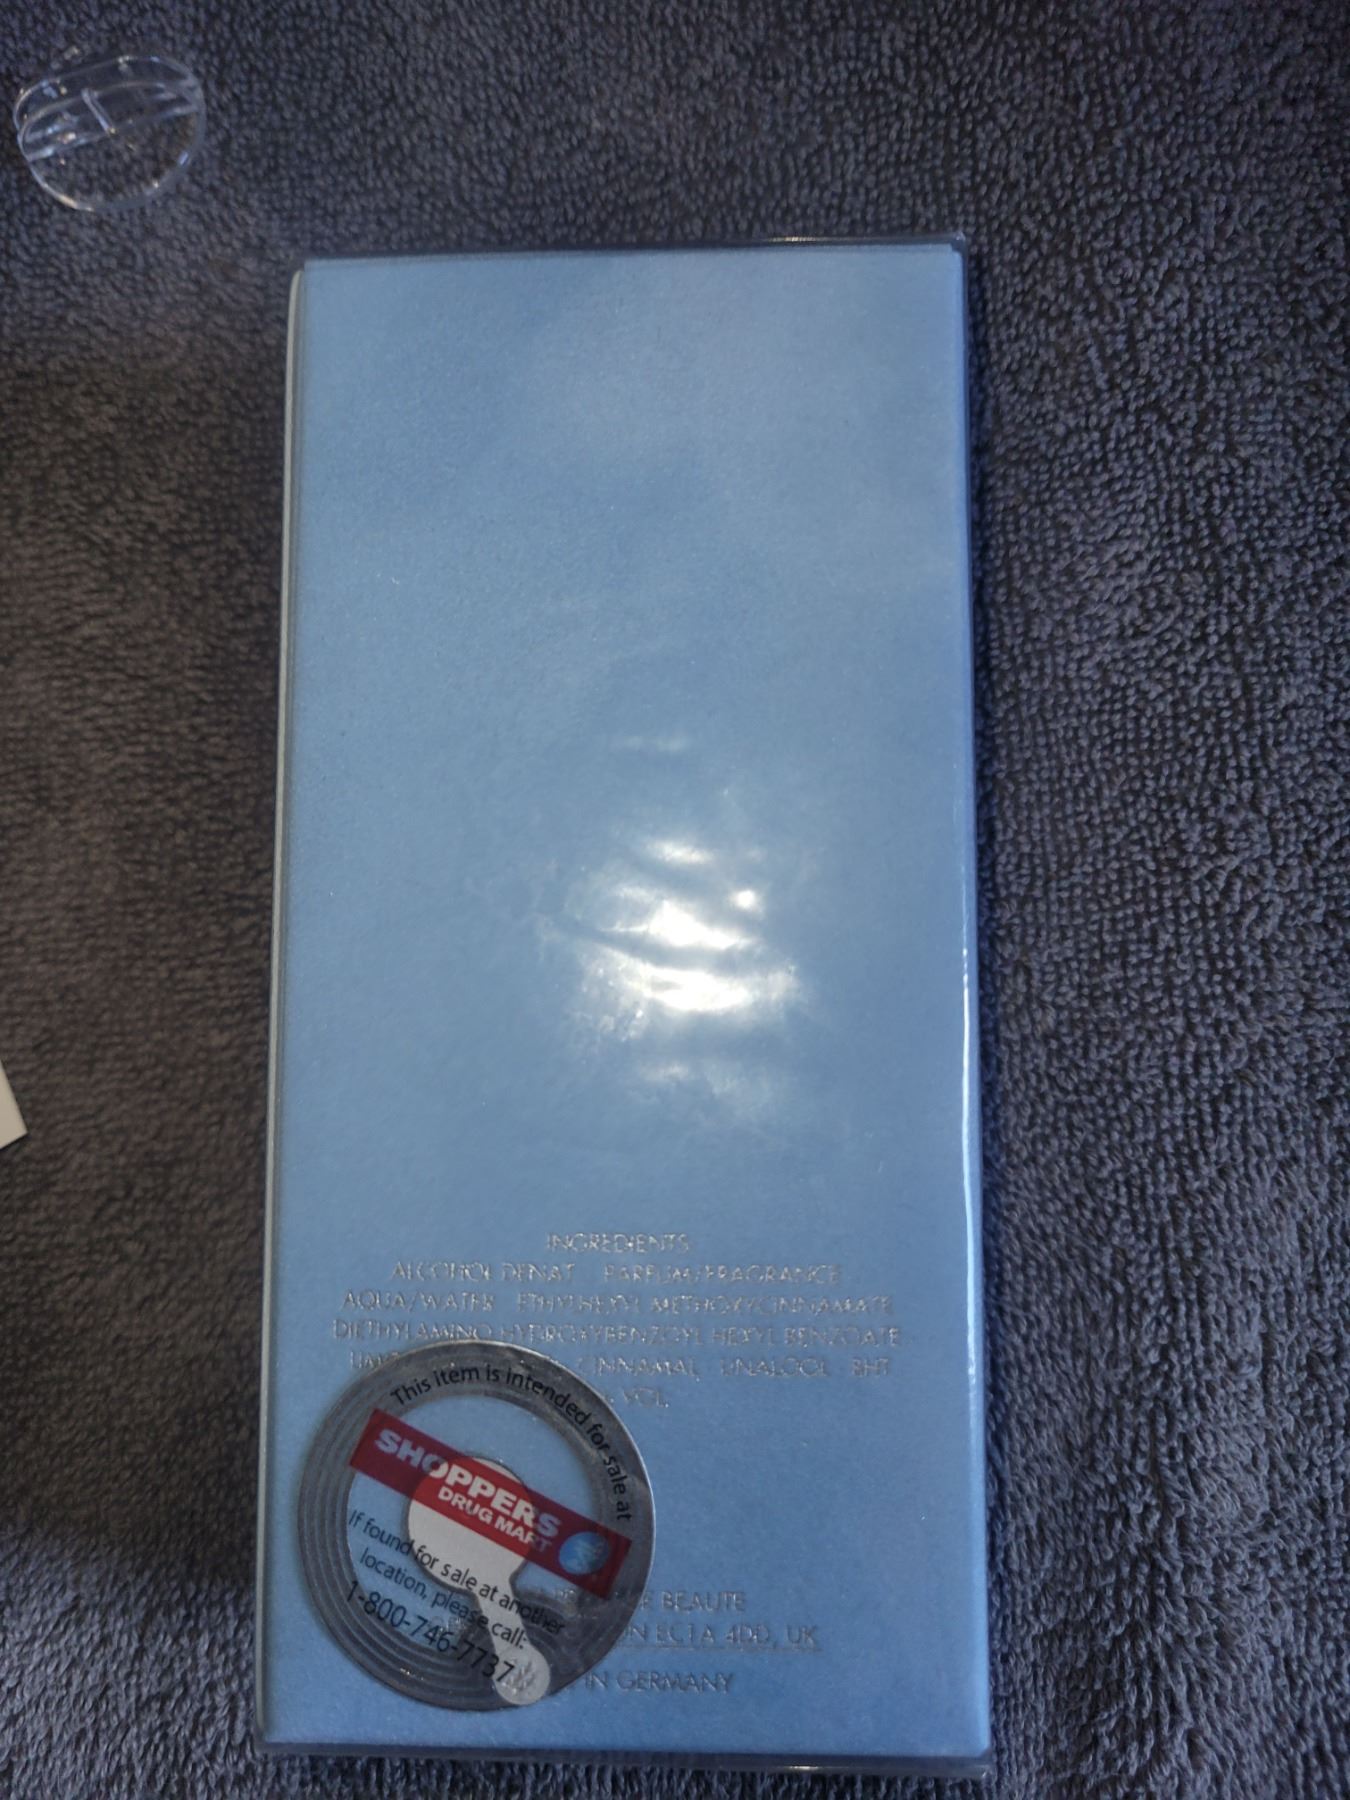 INGREDIENTS
ALCOHOL DENAT PARFUM/FRAGRANCE
AQUA/WATER ETHYLHEXYL METHOXYCINNAMATE
DIETHYLAMINO HYDROXYBENZOYL HEXYL BENZOATE
CINNAMAL LINALOOL BHT
VOL.
This item is intended for sale at
SHOPPERS
DRUG MART
If found for sale at another
location, please call:
1-800-746-7737
BEAUTE
EC1A 4DD, UK
IN GERMANY